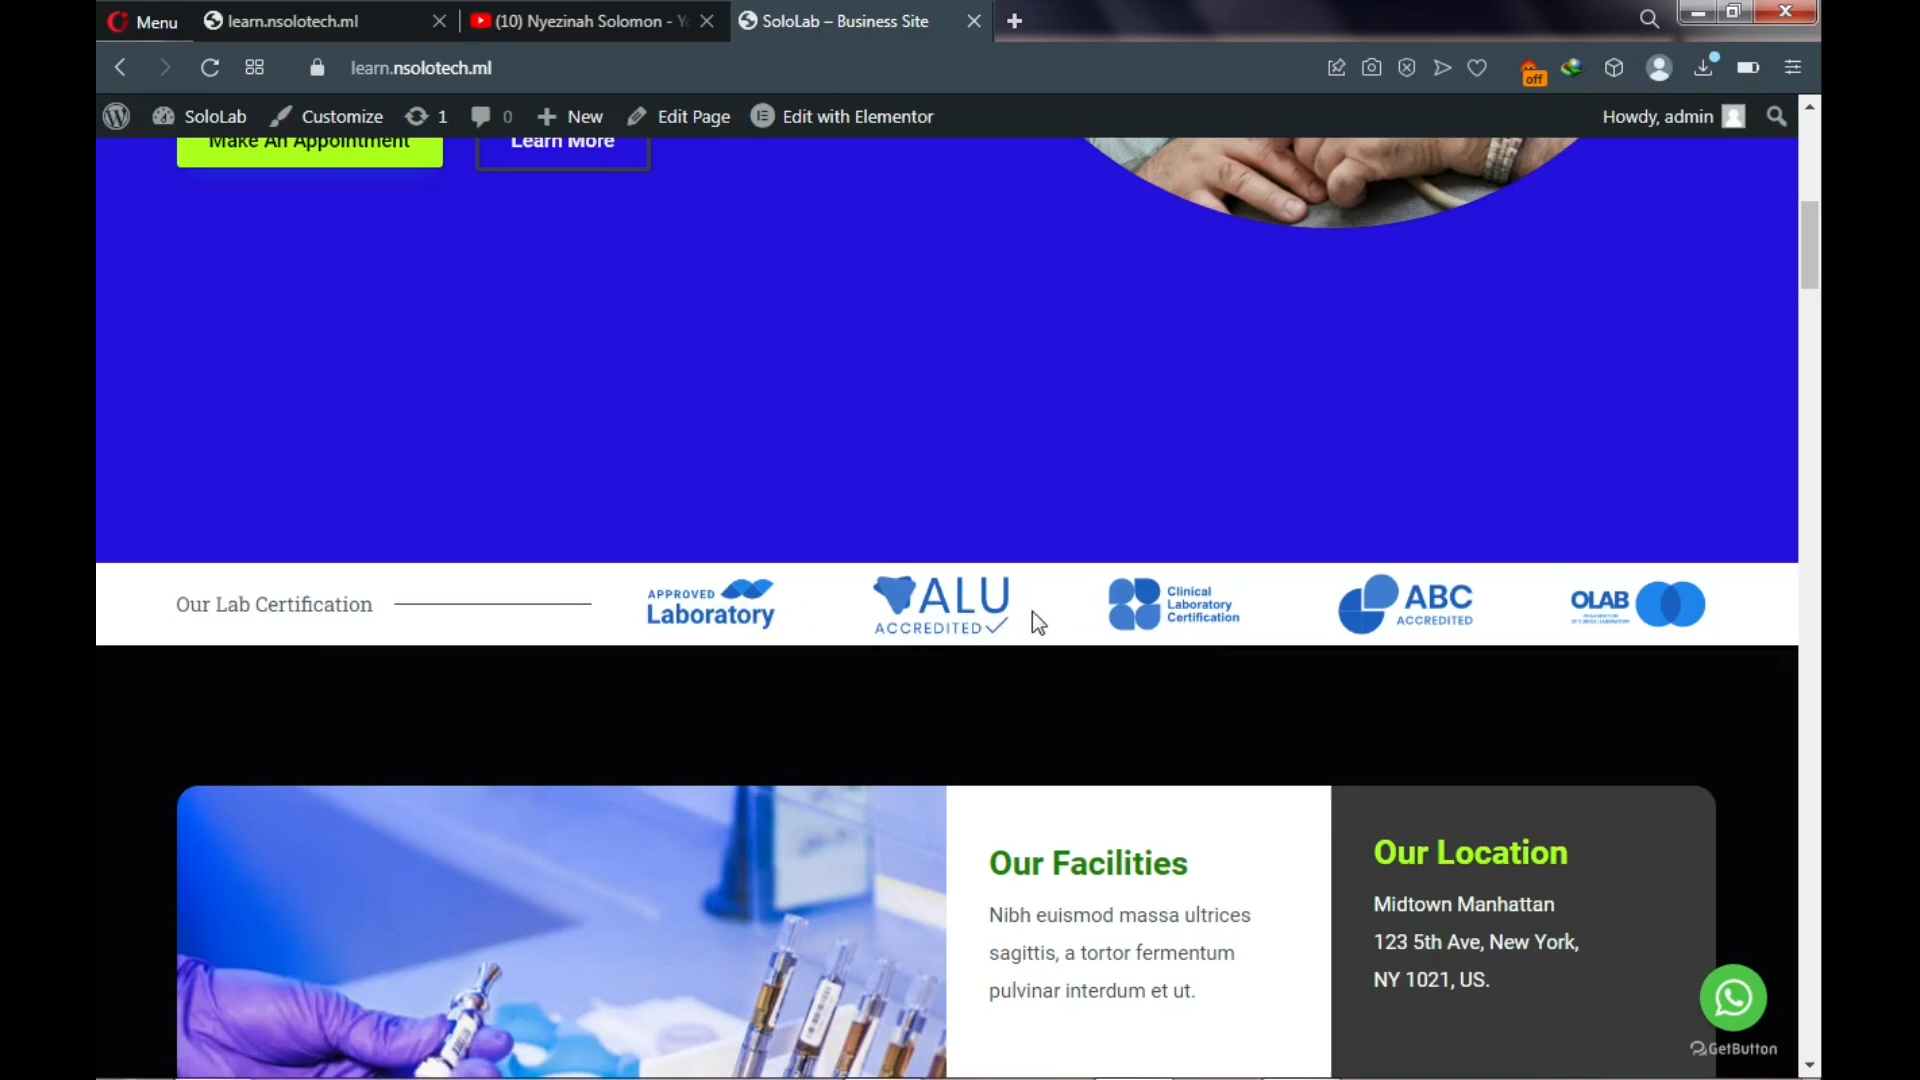 Menu
learn.nsolotech.ml
(10) Nyezinah Solomon - Yo
SoloLab – Business Site
learn.nsolotech.ml
off
SoloLab
Customize
1
0
New
Edit Page
Edit with Elementor
Howdy, admin
Make An Appointment
Learn More
Our Lab Certification
APPROVED
Laboratory
ALU
ACCREDITED
Clinical
Laboratory
Certification
ABC
ACCREDITED
OLAB
Our Facilities
Nibh euismod massa ultrices
sagittis, a tortor fermentum
pulvinar interdum et ut.
Our Location
Midtown Manhattan
123 5th Ave, New York,
NY 1021, US.
GetButton